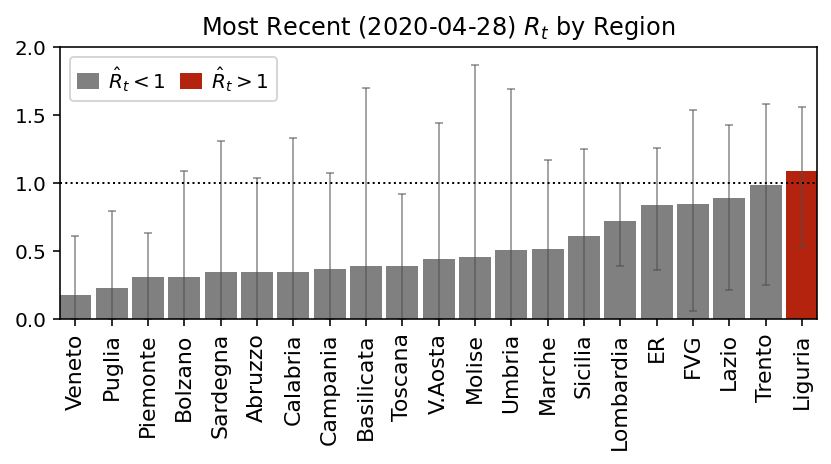 Most Recent (2020-04-28) $R_t$ by Region
2.0
1.5
1.0
0.5
0.0
$\hat{R}_t < 1$ $\hat{R}_t > 1$
Veneto
Puglia
Piemonte
Bolzano
Sardegna
Abruzzo
Calabria
Campania
Basilicata
Toscana
V.Aosta
Molise
Umbria
Marche
Sicilia
Lombardia
ER
FVG
Lazio
Trento
Liguria